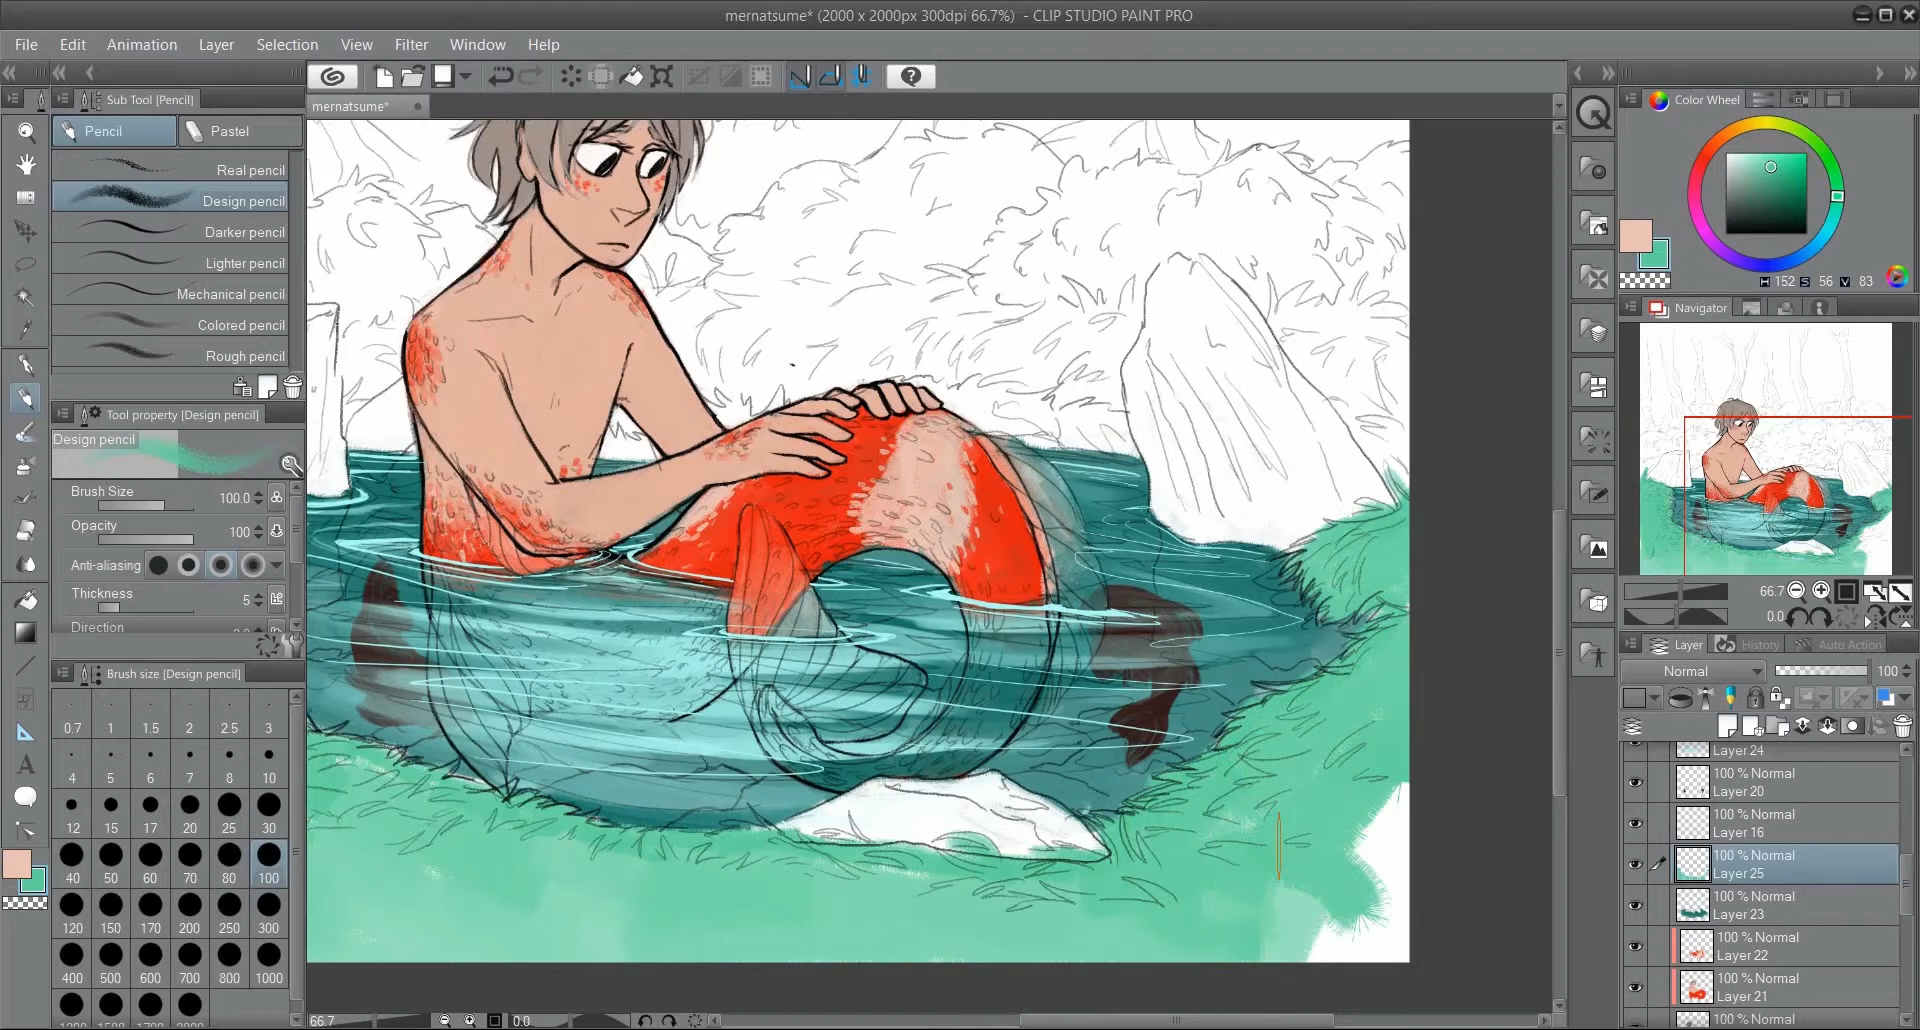 mernatsume* (2000 x 2000px 300dpi 66.7%) - CLIP STUDIO PAINT PRO
File Edit Animation Layer Selection View Filter Window Help
Sub Tool [Pencil]
Pencil Pastel
Real pencil
Design pencil
Darker pencil
Lighter pencil
Mechanical pencil
Colored pencil
Rough pencil
Tool property [Design pencil]
Design pencil
Brush Size 100.0
Opacity 100
Anti-aliasing
Thickness 5
Direction
Brush size [Design pencil]
0.7 1 1.5 2 2.5 3
4 5 6 7 8 10
12 15 17 20 25 30
40 50 60 70 80 100
120 150 170 200 250 300
400 500 600 700 800 1000
mernatsume*
66.7 0.0
Color Wheel
H 152 S 56 V 83
Navigator
66.7
0.0
Layer History Auto Action
Normal 100
Layer 24
100 % Normal
Layer 20
100 % Normal
Layer 16
100 % Normal
Layer 25
100 % Normal
Layer 23
100 % Normal
Layer 22
100 % Normal
Layer 21
100 % Normal